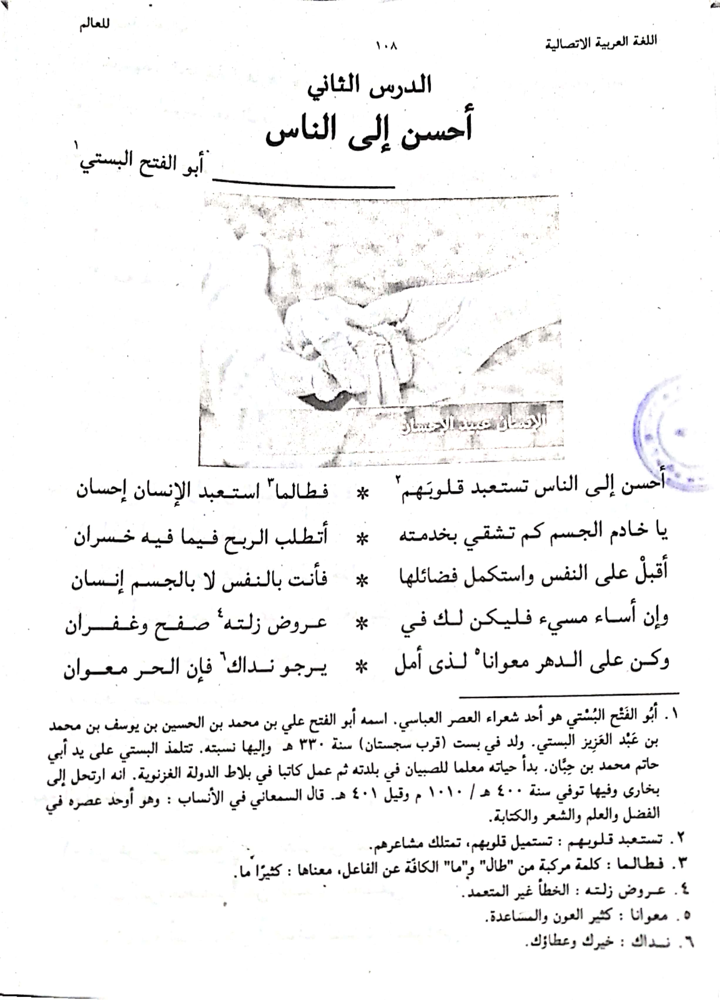 للعالم
اللغة العربية الاتصالية
١٠٨
الدرس الثاني
أحسن إلى الناس
أبو الفتح البستي١
الإنسان عبيد الإحسان
أحسن إلى الناس تستعبد قلوبَهم٢ * فطالما٣ استعبد الإنسان إحسان
يا خادم الجسم كم تشقي بخدمته * أتطلب الربح فيما فيه خسران
أقبلْ على النفس واستكمل فضائلها * فأنت بالنفس لا بالجسم إنسان
وإن أساء مسيء فليكن لك في * عروض زلته٤ صفح وغفران
وكن على الدهر معوانا٥ لذى أمل * يرجو نداك٦ فإن الحر معوان
١. أبُو الفَتْح البُسْتي هو أحد شعراء العصر العباسي. اسمه أبو الفتح علي بن محمد بن الحسين بن يوسف بن محمد
بن عَبْد العَزِيز البستي. ولد في بست (قرب سجستان) سنة ٣٣٠ هـ وإليها نسبته. تتلمذ البستي على يد أبي
حاتم محمد بن حِبَّان. بدأ حياته معلما للصبيان في بلدته ثم عمل كاتبا في بلاط الدولة الغزنوية. انه ارتحل إلى
بخارى وفيها توفي سنة ٤٠٠ هـ / ١٠١٠ م وقيل ٤٠١ هـ. قال السمعاني في الأنساب : وهو أوحد عصره في
الفضل والعلم والشعر والكتابة.
٢. تستعبد قلوبهم : تستميل قلوبهم، تمتلك مشاعرهم.
٣. فطالما : كلمة مركبة من "طال" و"ما" الكافّة عن الفاعل، معناها : كثيرًا ما.
٤. عروض زلته : الخطأ غير المتعمد.
٥. معوانا : كثير العون والمساعدة.
٦. نداك : خيرك وعطاؤك.